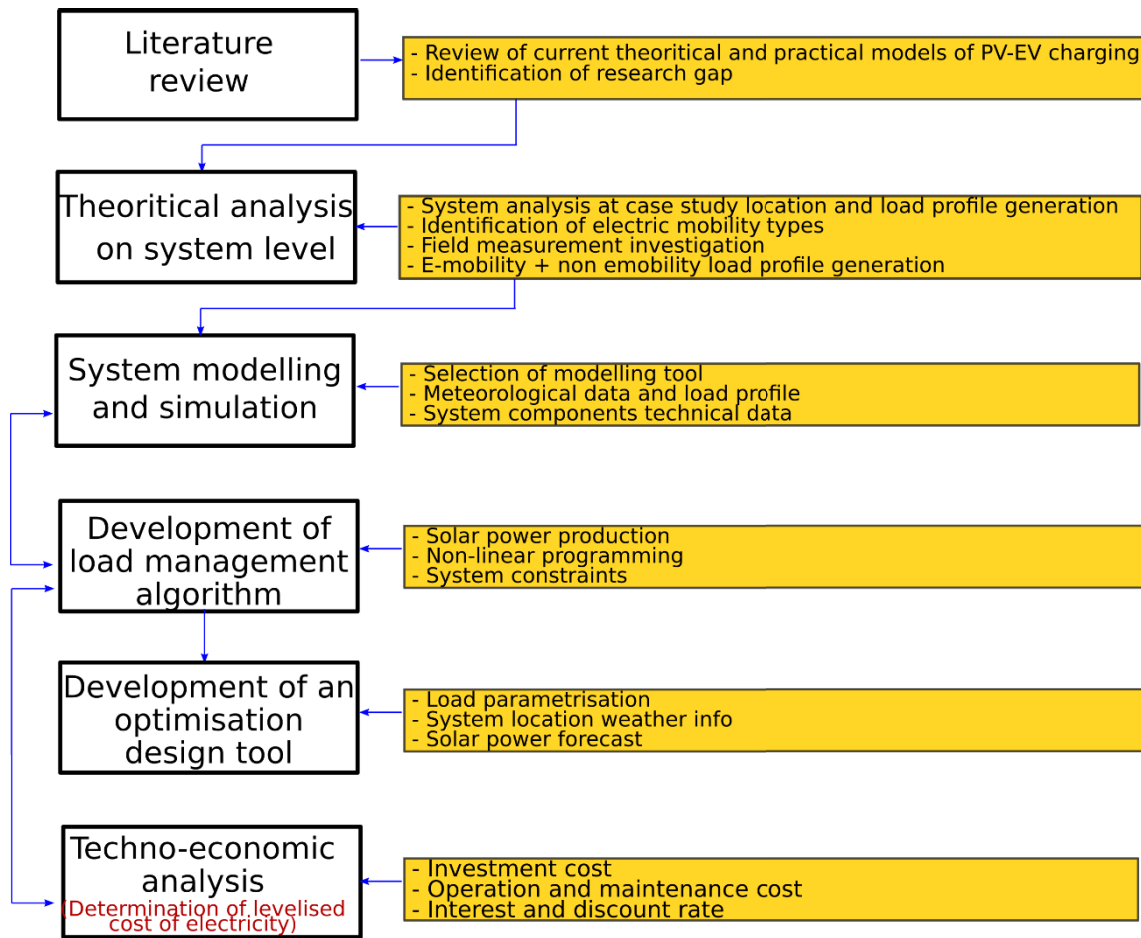 Literature
review
- Review of current theoritical and practical models of PV-EV charging
- Identification of research gap
Theoritical analysis
on system level
- System analysis at case study location and load profile generation
- Identification of electric mobility types
- Field measurement investigation
- E-mobility + non emobility load profile generation
System modelling
and simulation
- Selection of modelling tool
- Meteorological data and load profile
- System components technical data
Development of
load management
algorithm
- Solar power production
- Non-linear programming
- System constraints
Development of an
optimisation
design tool
- Load parametrisation
- System location weather info
- Solar power forecast
Techno-economic
analysis
(Determination of levelised
cost of electricity)
- Investment cost
- Operation and maintenance cost
- Interest and discount rate